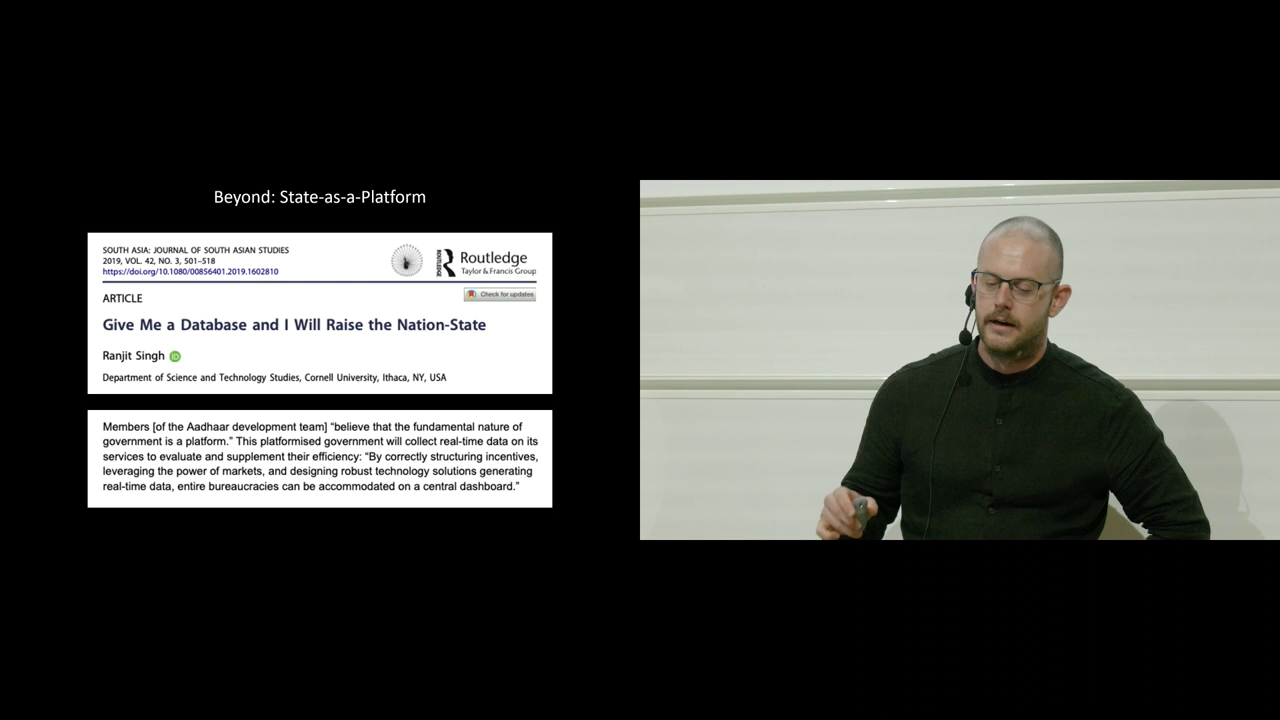 Beyond: State-as-a-Platform
SOUTH ASIA: JOURNAL OF SOUTH ASIAN STUDIES
2019, VOL. 42, NO. 3, 501–518
https://doi.org/10.1080/00856401.2019.1602810
ROUTLEDGE
Routledge
Taylor & Francis Group
ARTICLE
Check for updates
Give Me a Database and I Will Raise the Nation-State
Ranjit Singh iD
Department of Science and Technology Studies, Cornell University, Ithaca, NY, USA
Members [of the Aadhaar development team] “believe that the fundamental nature of
government is a platform.” This platformised government will collect real-time data on its
services to evaluate and supplement their efficiency: “By correctly structuring incentives,
leveraging the power of markets, and designing robust technology solutions generating
real-time data, entire bureaucracies can be accommodated on a central dashboard.”